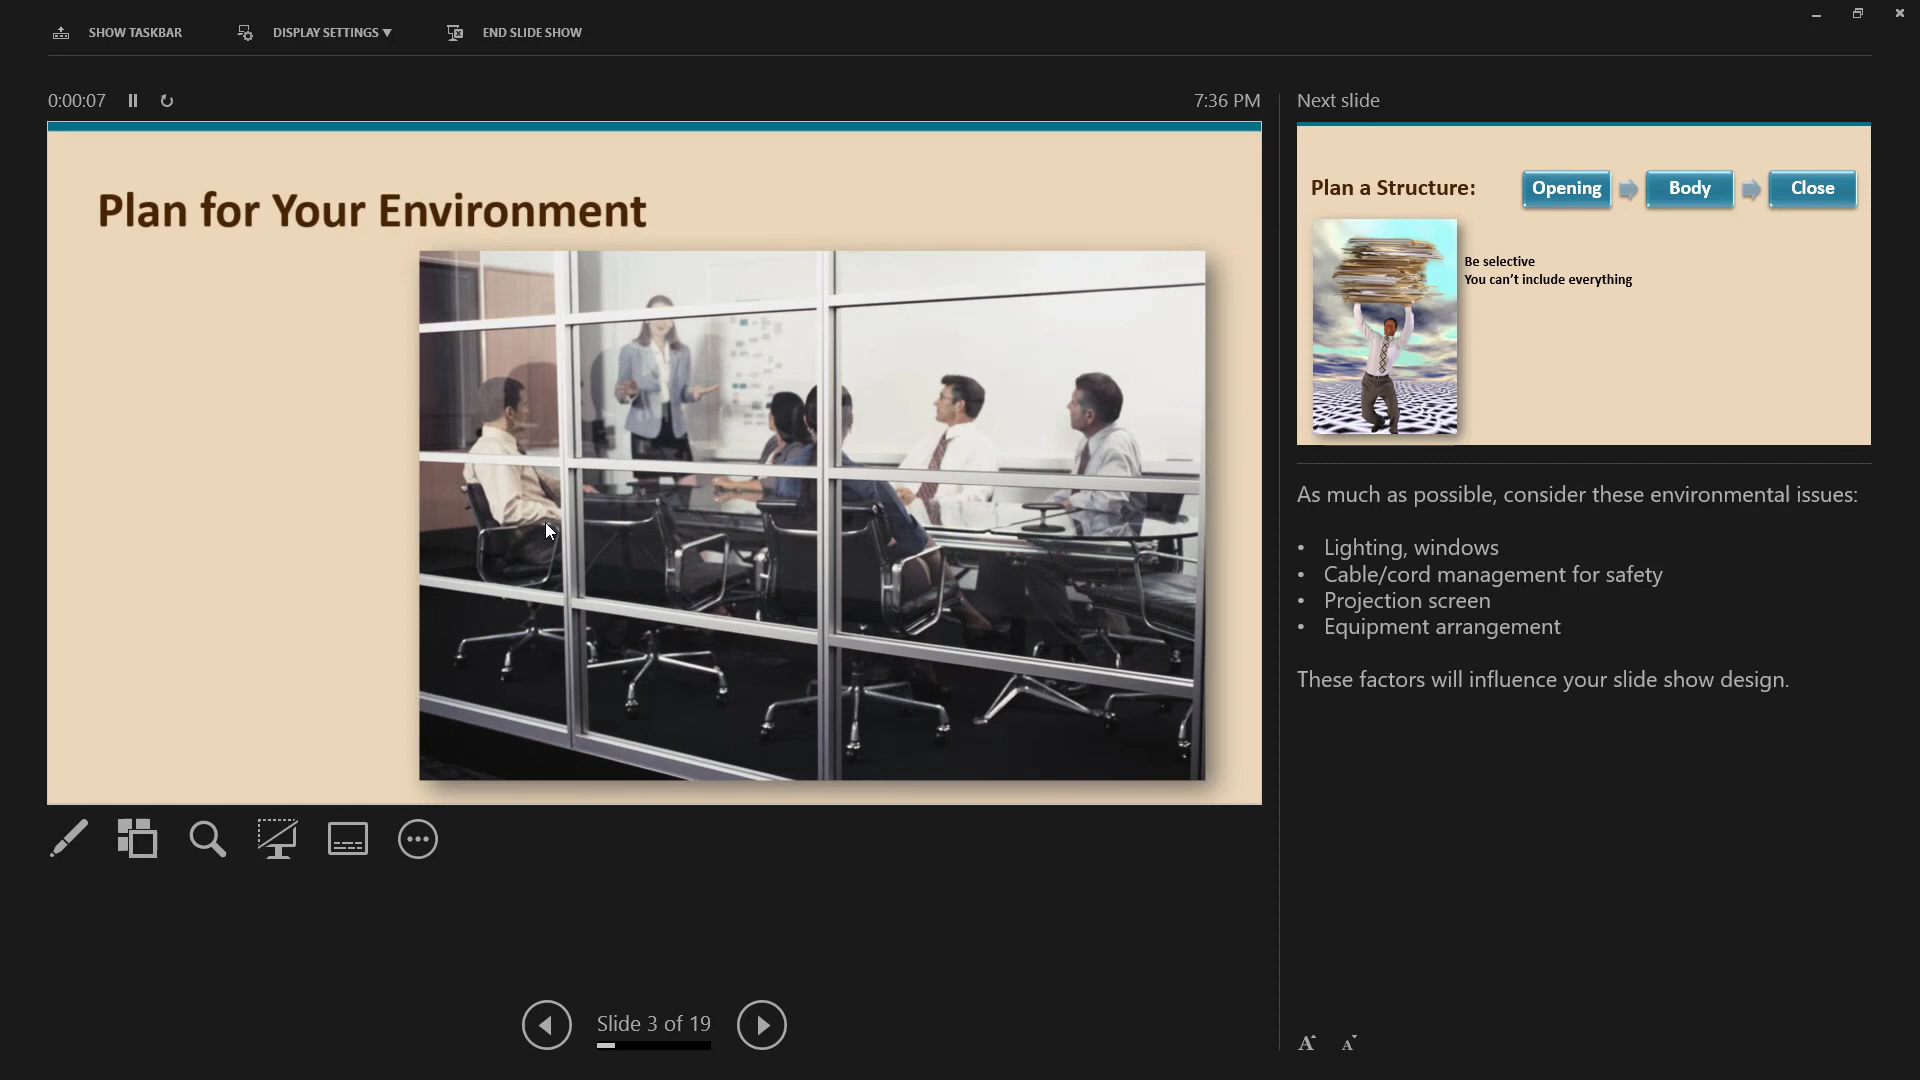 SHOW TASKBAR
DISPLAY SETTINGS ▼
END SLIDE SHOW
0:00:07
7:36 PM
Plan for Your Environment
Slide 3 of 19
Next slide
Plan a Structure:
Opening
Body
Close
Be selective
You can't include everything
As much as possible, consider these environmental issues:
• Lighting, windows
• Cable/cord management for safety
• Projection screen
• Equipment arrangement
These factors will influence your slide show design.
A A